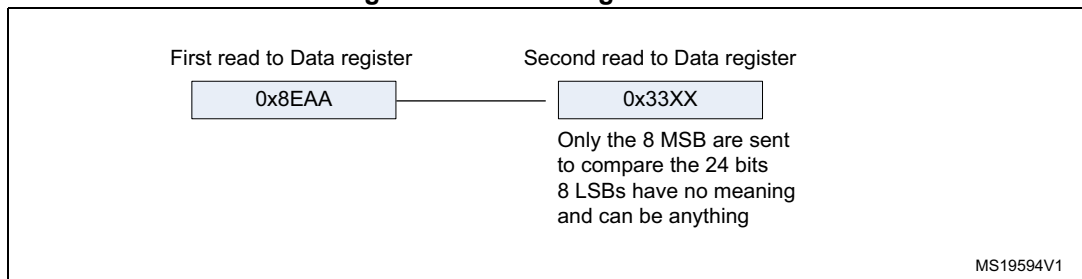 First read to Data register
Second read to Data register
0x8EAA
0x33XX
Only the 8 MSB are sent
to compare the 24 bits
8 LSBs have no meaning
and can be anything
MS19594V1